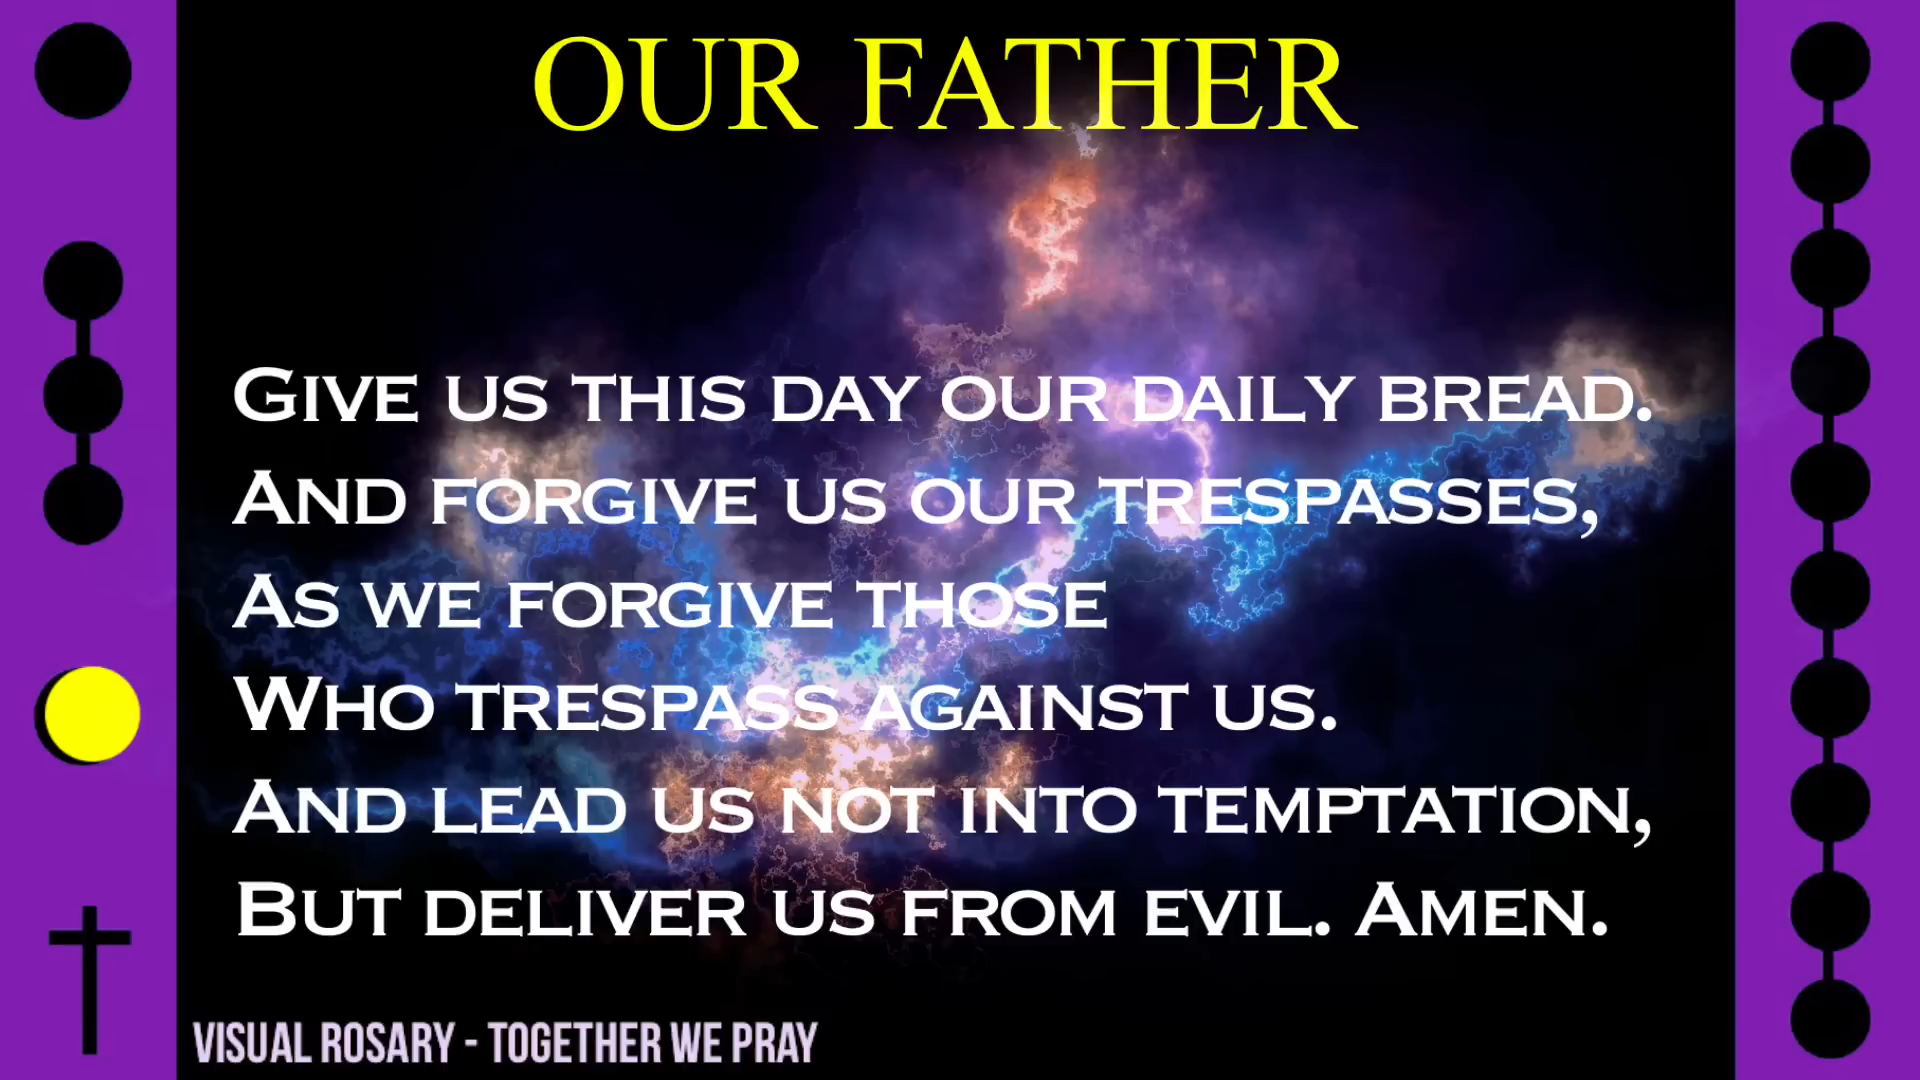 OUR FATHER
Give us this day our daily bread.
And forgive us our trespasses,
As we forgive those
Who trespass against us.
And lead us not into temptation,
But deliver us from evil. Amen.
VISUAL ROSARY - TOGETHER WE PRAY